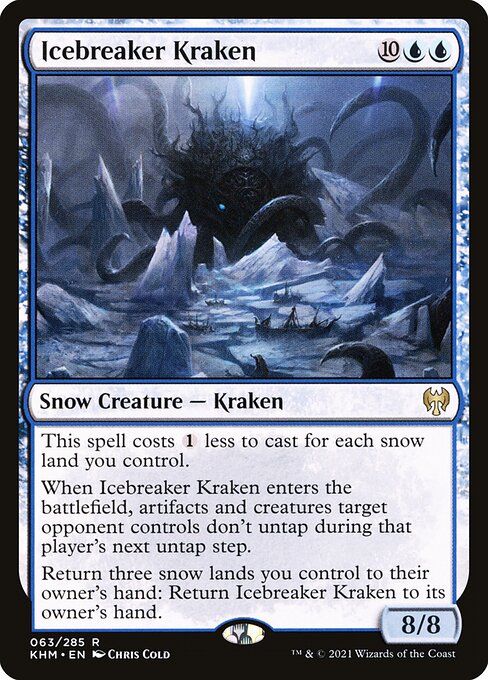 Icebreaker Kraken 10
Snow Creature — Kraken
This spell costs 1 less to cast for each snow
land you control.
When Icebreaker Kraken enters the
battlefield, artifacts and creatures target
opponent controls don't untap during that
player's next untap step.
Return three snow lands you control to their
owner's hand: Return Icebreaker Kraken to its
owner's hand.
8/8
063/285 R
KHM • EN Chris Cold
™ & © 2021 Wizards of the Coast